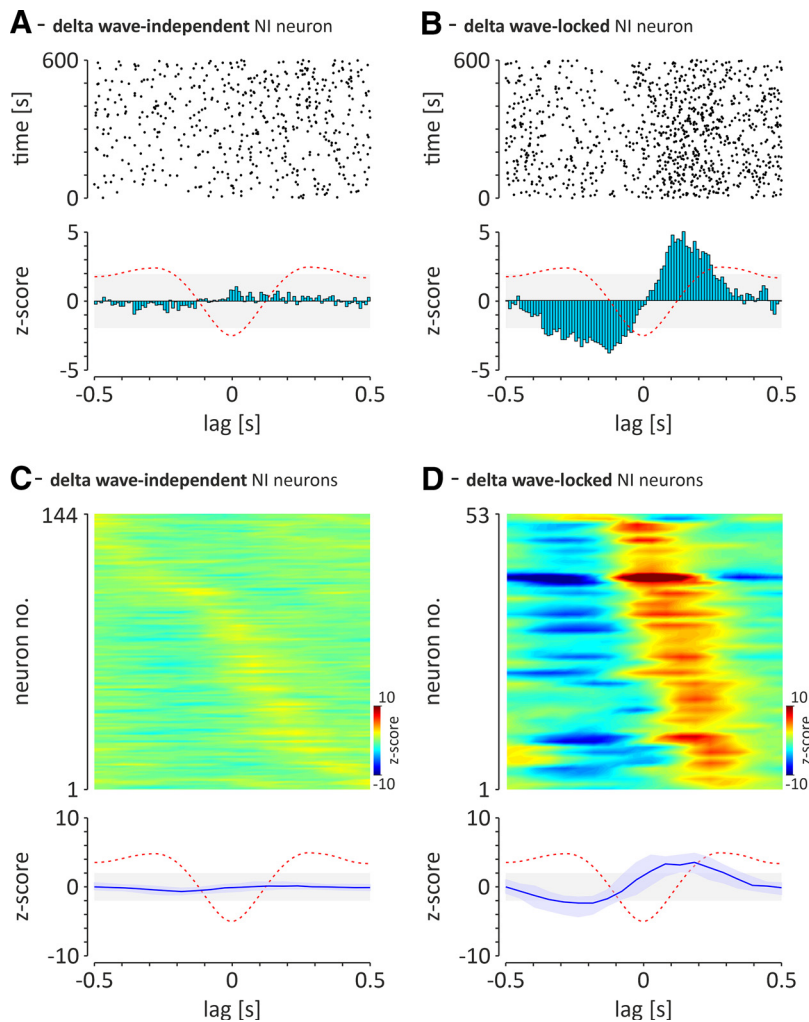 A - delta wave-independent NI neuron
600
time [s]
0
5
z-score
0
-5
-0.5 0 0.5
lag [s]
B - delta wave-locked NI neuron
600
time [s]
0
5
z-score
0
-5
-0.5 0 0.5
lag [s]
C - delta wave-independent NI neurons
144
neuron no.
1
10
z-score
-10
10
z-score
0
-10
-0.5 0 0.5
lag [s]
D - delta wave-locked NI neurons
53
neuron no.
1
10
z-score
-10
10
z-score
0
-10
-0.5 0 0.5
lag [s]